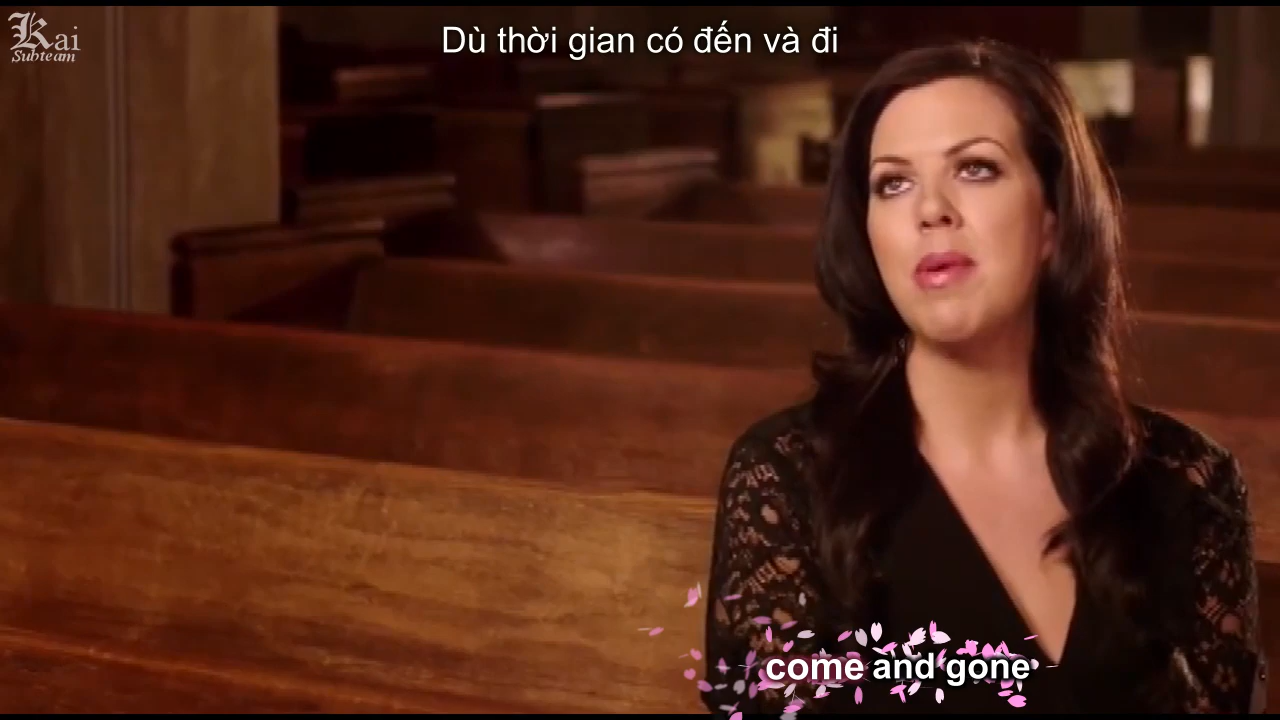 Kai
Subteam
Dù thời gian có đến và đi
come and gone